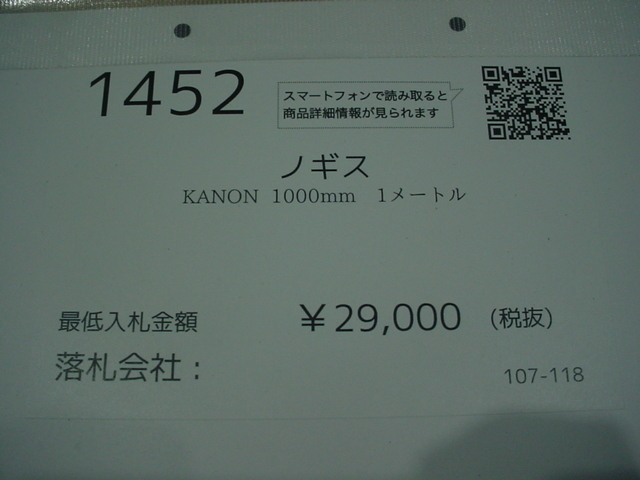 1452
スマートフォンで読み取ると
商品詳細情報が見られます
ノギス
KANON 1000mm 1メートル
最低入札金額 ¥29,000 (税抜)
落札会社:
107-118